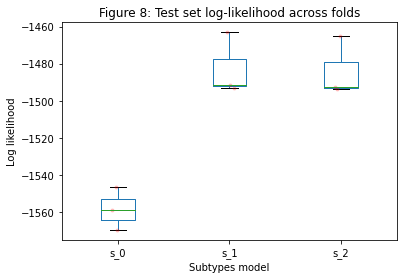 Figure 8: Test set log-likelihood across folds
−1460
−1480
−1500
−1520
−1540
−1560
Log likelihood
s_0
s_1
s_2
Subtypes model